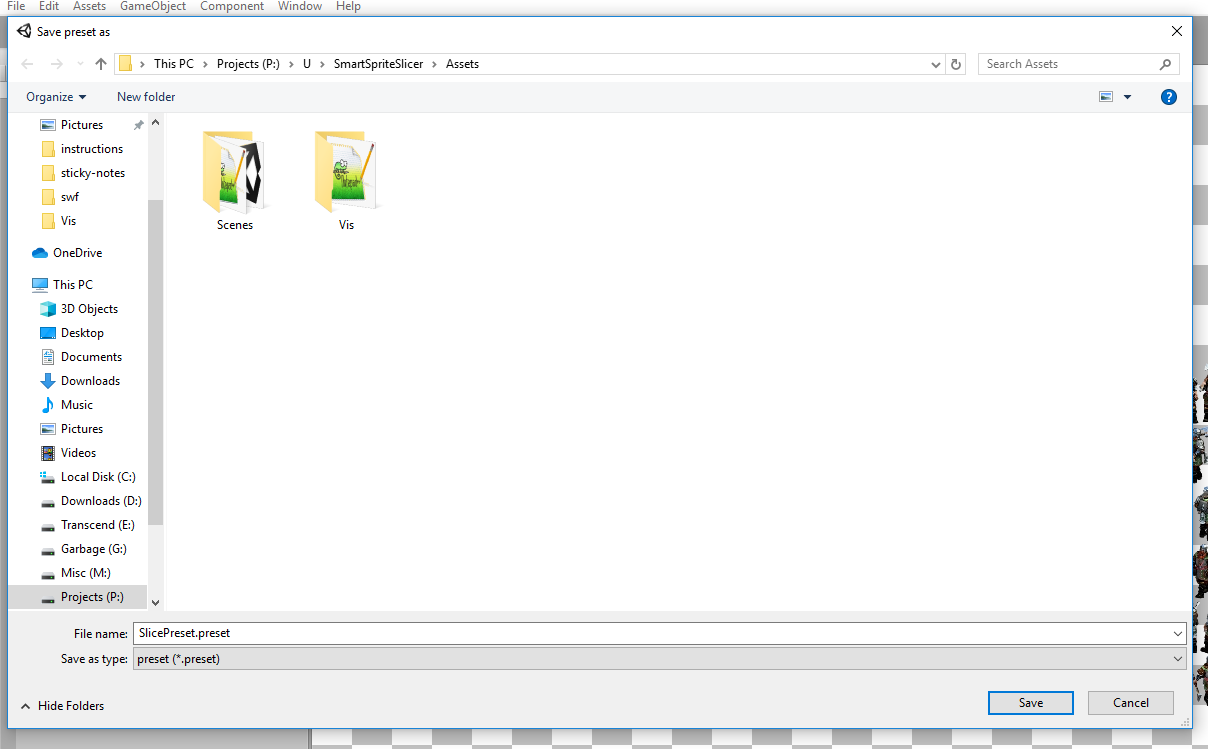 File Edit Assets GameObject Component Window Help
Save preset as
This PC Projects (P:) U SmartSpriteSlicer Assets
Search Assets
Organize New folder
Pictures
instructions
sticky-notes
swf
Vis
OneDrive
This PC
3D Objects
Desktop
Documents
Downloads
Music
Pictures
Videos
Local Disk (C:)
Downloads (D:)
Transcend (E:)
Garbage (G:)
Misc (M:)
Projects (P:)
Scenes Vis
File name: SlicePreset.preset
Save as type: preset (*.preset)
Hide Folders
Save Cancel